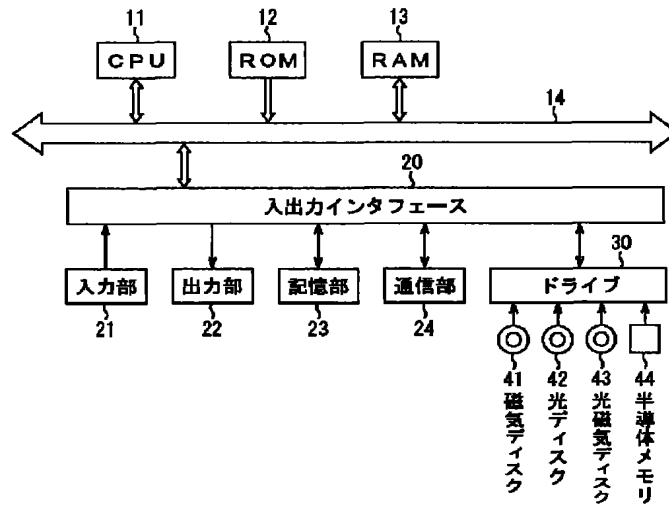 11
12
13
CPU
ROM
RAM
14
20
入出力インタフェース
30
入力部
出力部
記憶部
通信部
ドライブ
21
22
23
24
41 磁気ディスク
42 光ディスク
43 光磁気ディスク
44 半導体メモリ